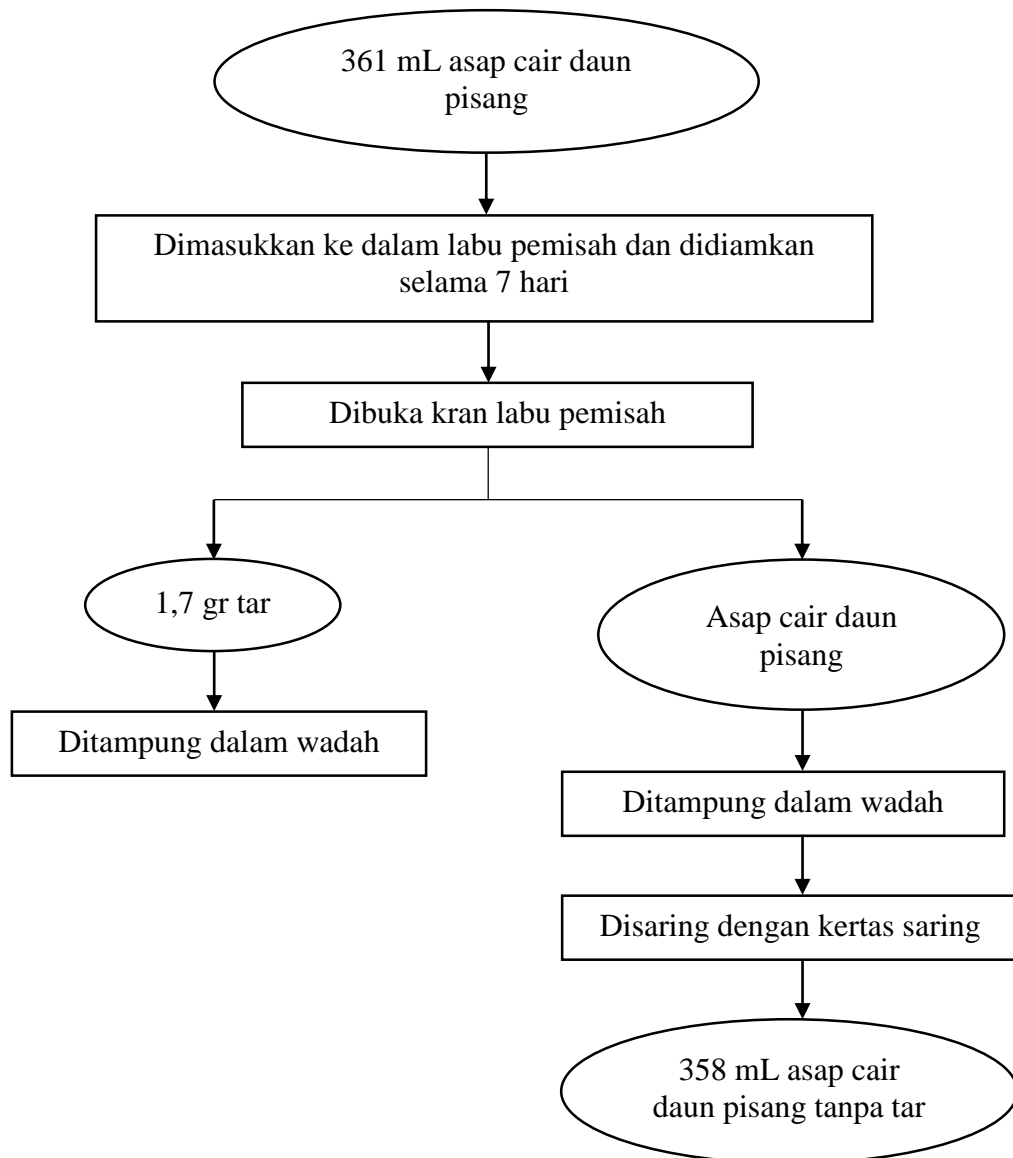 361 mL asap cair daun
pisang
Dimasukkan ke dalam labu pemisah dan didiamkan
selama 7 hari
Dibuka kran labu pemisah
1,7 gr tar
Ditampung dalam wadah
Asap cair daun
pisang
Ditampung dalam wadah
Disaring dengan kertas saring
358 mL asap cair
daun pisang tanpa tar